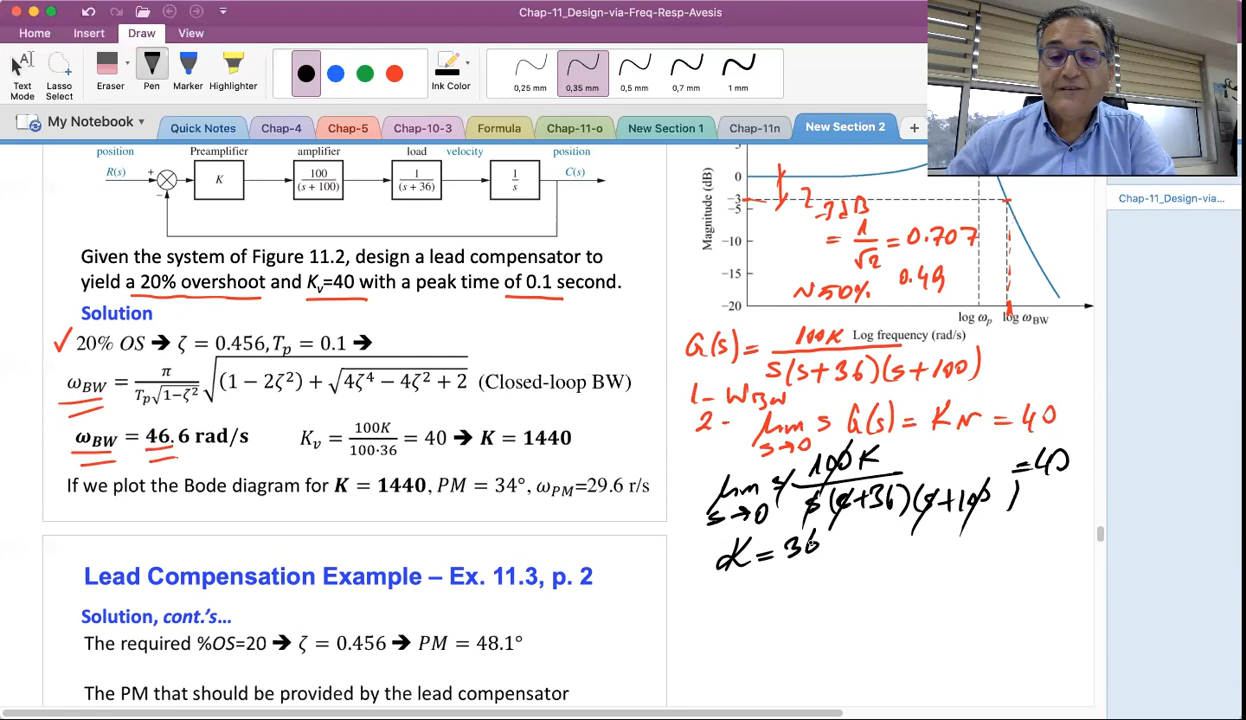 Chap-11_Design-via-Freq-Resp-Avesis
Home Insert Draw View
Text Mode
Lasso Select
Eraser
Pen
Marker
Highlighter
Ink Color
0,25 mm
0,35 mm
0,5 mm
0,7 mm
1 mm
My Notebook
Quick Notes
Chap-4
Chap-5
Chap-10-3
Formula
Chap-11-o
New Section 1
Chap-11n
New Section 2
+
Chap-11_Design-via...
position Preamplifier amplifier load velocity position
R(s) + − K 100/(s + 100) 1/(s + 36) 1/s C(s)
Given the system of Figure 11.2, design a lead compensator to
yield a 20% overshoot and Kv=40 with a peak time of 0.1 second.
Solution
✓ 20% OS → ζ = 0.456, Tp = 0.1 →
ωBW = π/(Tp√(1−ζ²)) √((1 − 2ζ²) + √(4ζ⁴ − 4ζ² + 2)) (Closed-loop BW)
ωBW = 46.6 rad/s Kv = 100K/(100·36) = 40 → K = 1440
If we plot the Bode diagram for K = 1440, PM = 34°, ωPM=29.6 r/s
Lead Compensation Example – Ex. 11.3, p. 2
Solution, cont.'s…
The required %OS=20 → ζ = 0.456 → PM = 48.1°
The PM that should be provided by the lead compensator
Magnitude (dB)
0
−3
−5
−10
−15
−20
log ωp
log ωBW
Log frequency (rad/s)
-3dB
= 1/√2 = 0.707
0.49
~50%
G(s) = 100K/(s(s+36)(s+100))
1- WBW
2- lim s→0 s G(s) = Kv = 40
lim s→0 s 100K/(s(s+36)(s+100)) = 40
K = 36